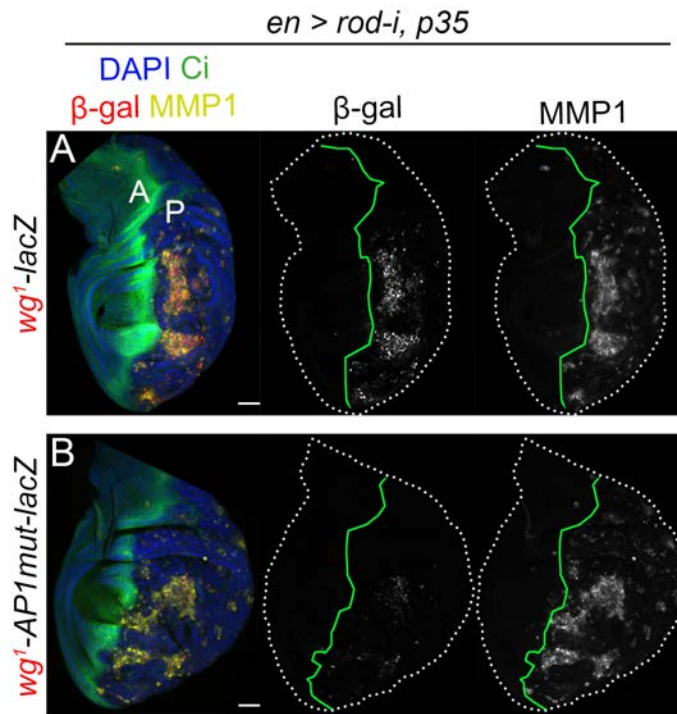 en > rod-i, p35
DAPI Ci
β-gal MMP1
β-gal
MMP1
A
A
P
wg¹-lacZ
B
wg¹-AP1mut-lacZ